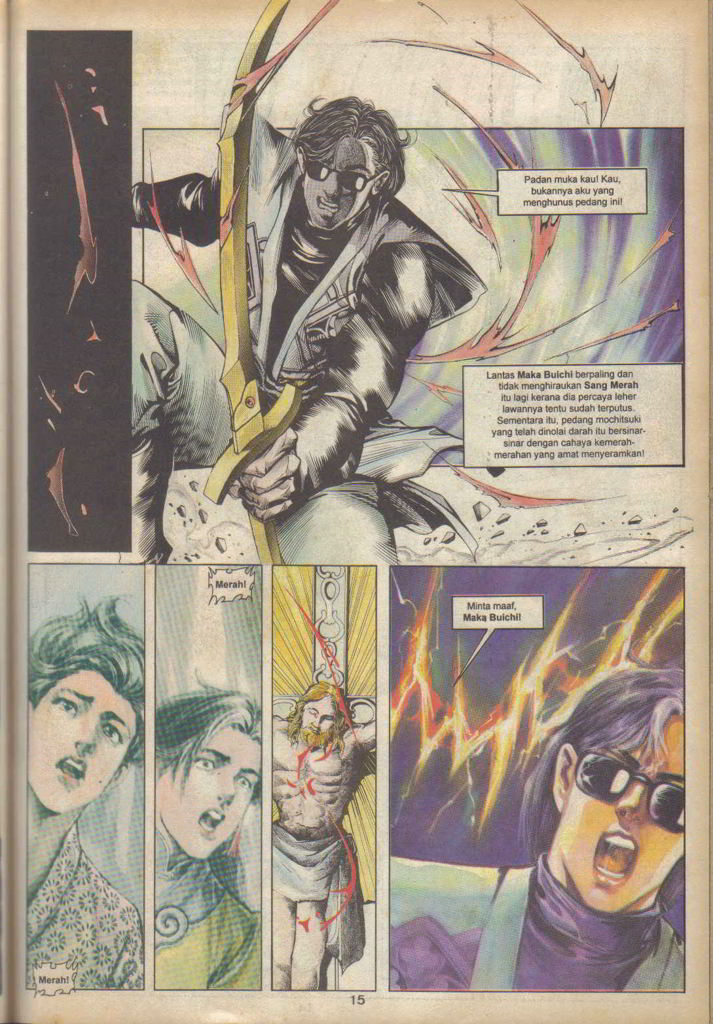 Padan muka kau! Kau,
bukannya aku yang
menghunus pedang ini!
Lantas Maka Buichi berpaling dan
tidak menghiraukan Sang Merah
itu lagi kerana dia percaya leher
lawannya tentu sudah terputus.
Sementara itu, pedang mochitsuki
yang telah dinolai darah itu bersinar-
sinar dengan cahaya kemerah-
merahan yang amat menyeramkan!
Merah!
Merah!
Minta maaf,
Maka Buichi!
15